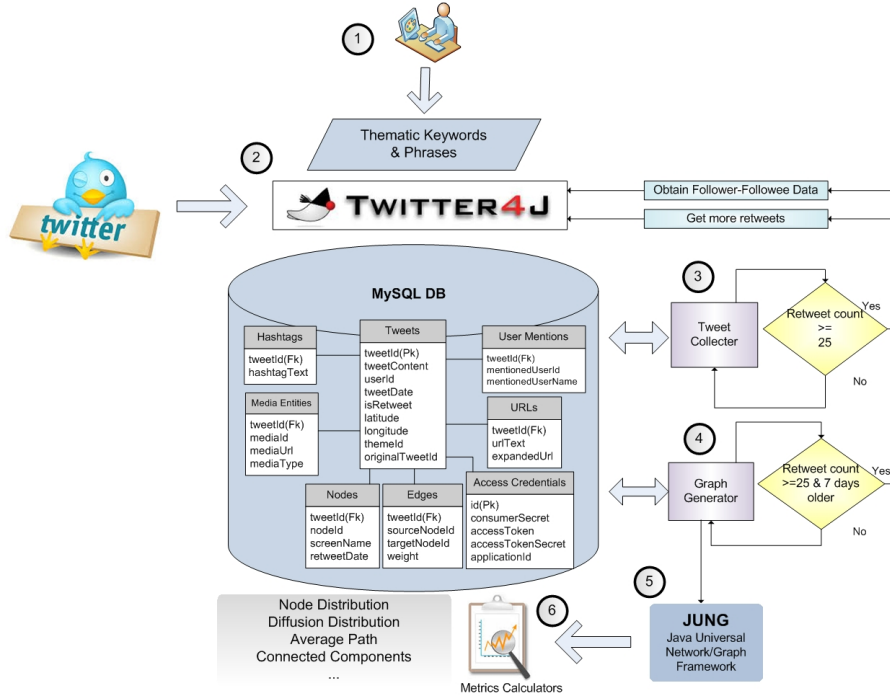 1
Thematic Keywords
& Phrases
2
twitter
TWITTER4J
Obtain Follower-Followee Data
Get more retweets
MySQL DB
Hashtags
tweetId(Fk)
hashtagText
Tweets
tweetId(Pk)
tweetContent
userId
tweetDate
isRetweet
latitude
longitude
themeId
originalTweetId
User Mentions
tweetId(Fk)
mentionedUserId
mentionedUserName
Media Entities
tweetId(Fk)
mediaId
mediaUrl
mediaType
URLs
tweetId(Fk)
urlText
expandedUrl
Nodes
tweetId(Fk)
nodeId
screenName
retweetDate
Edges
tweetId(Fk)
sourceNodeId
targetNodeId
weight
Access Credentials
id(Pk)
consumerSecret
accessToken
accessTokenSecret
applicationId
3
Tweet
Collecter
Retweet count
>=
25
Yes
No
4
Graph
Generator
Retweet count
>=25 & 7 days
older
Yes
No
5
JUNG
Java Universal
Network/Graph
Framework
6
Metrics Calculators
Node Distribution
Diffusion Distribution
Average Path
Connected Components
...